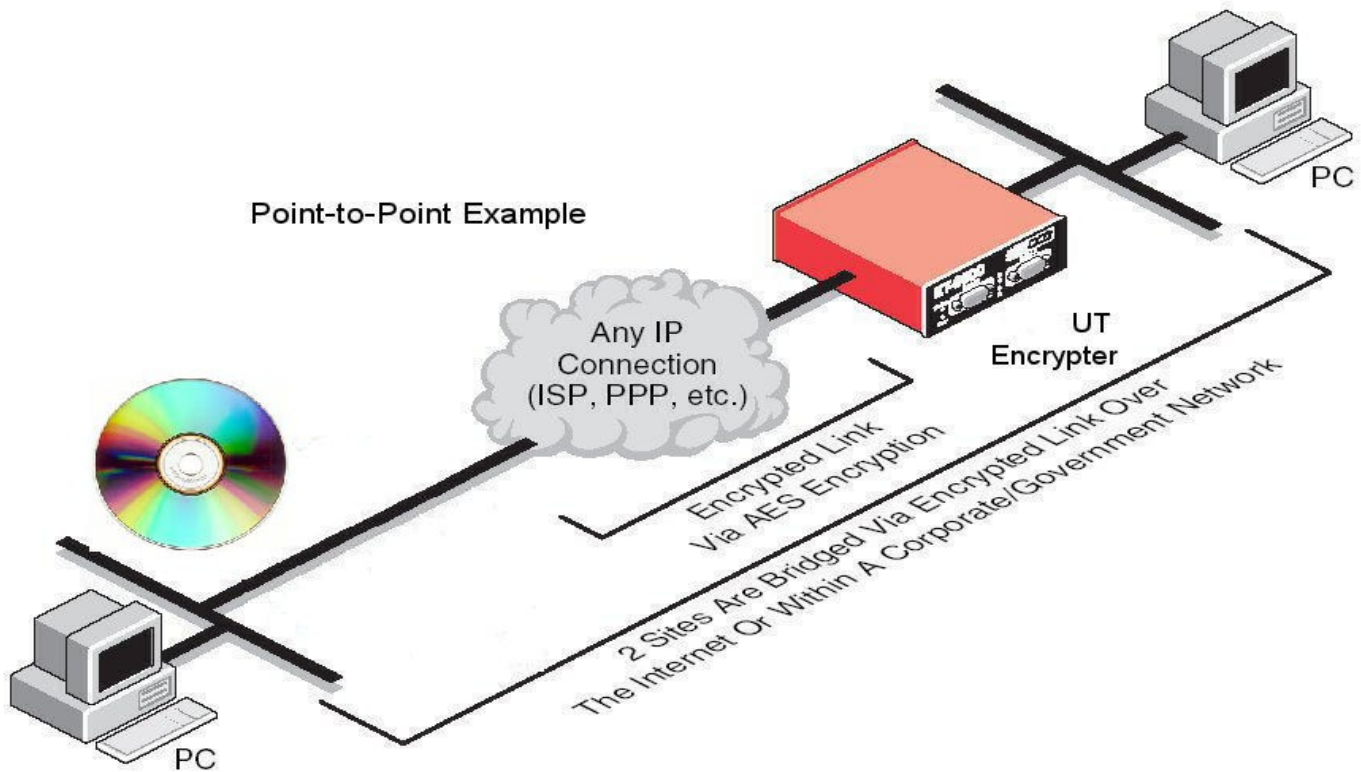 PC
Point-to-Point Example
Any IP
Connection
(ISP, PPP, etc.)
UT
Encrypter
Encrypted Link
Via AES Encryption
2 Sites Are Bridged Via Encrypted Link Over
The Internet Or Within A Corporate/Government Network
PC